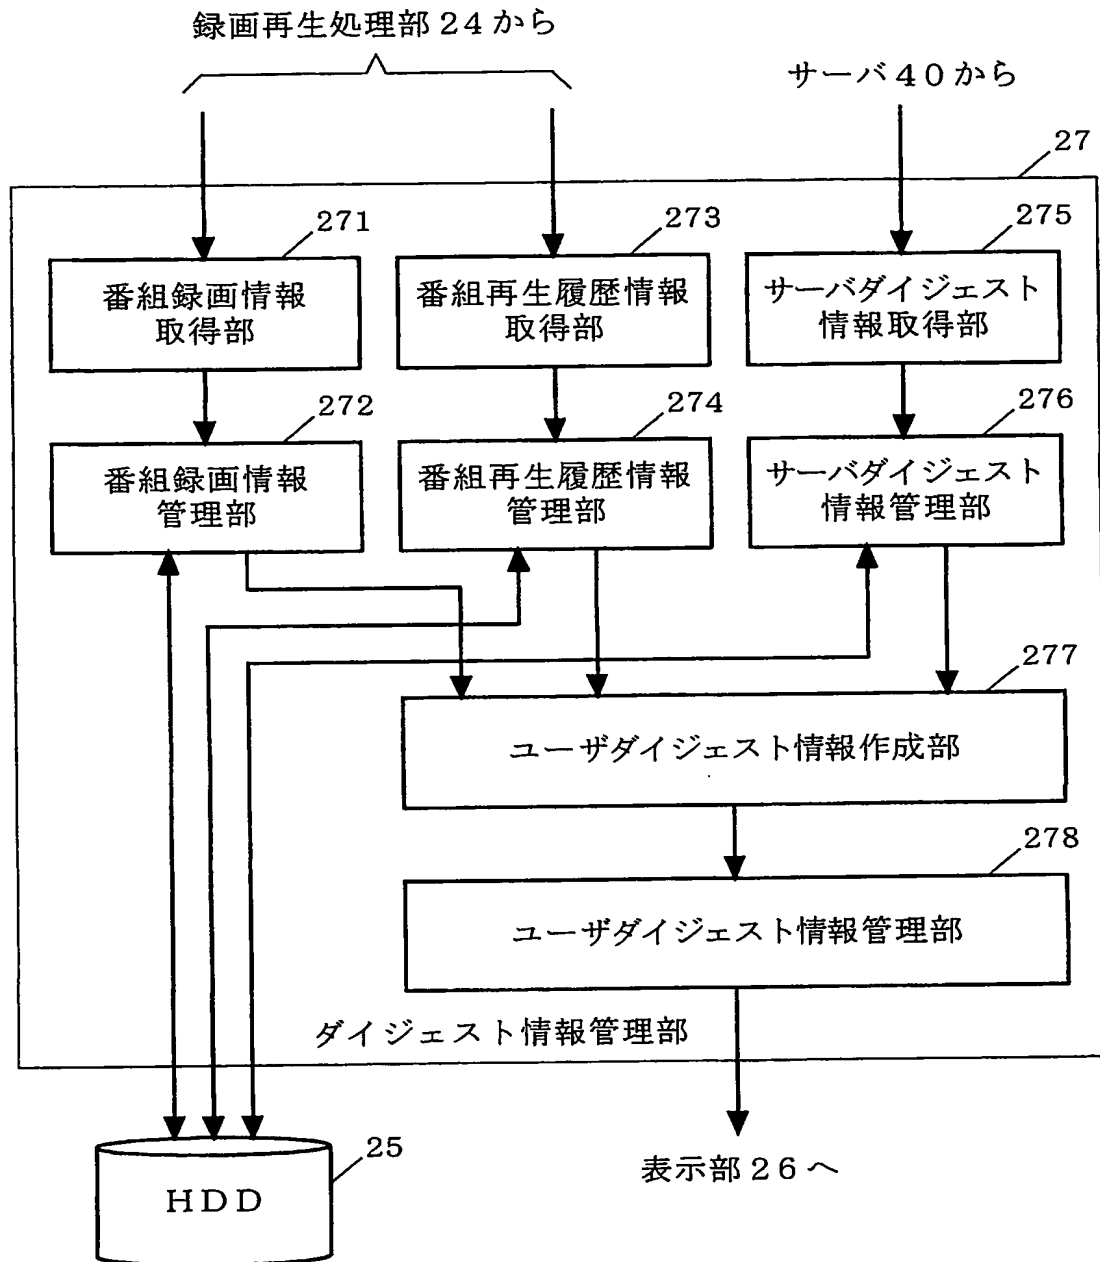 録画再生処理部24から
サーバ40から
27
271
273
275
番組録画情報
取得部
番組再生履歴情報
取得部
サーバダイジェスト
情報取得部
272
274
276
番組録画情報
管理部
番組再生履歴情報
管理部
サーバダイジェスト
情報管理部
277
ユーザダイジェスト情報作成部
278
ユーザダイジェスト情報管理部
ダイジェスト情報管理部
25
HDD
表示部26へ